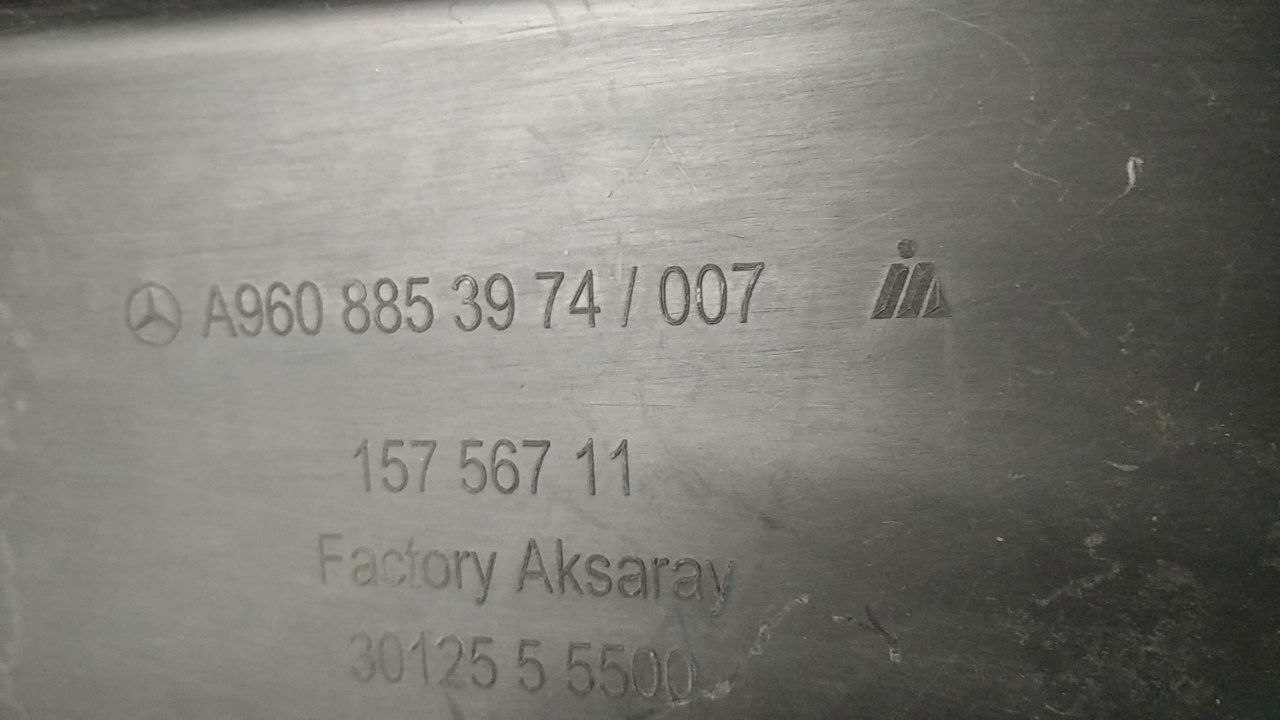 A960 885 39 74 / 007
157 567 11
Factory Aksaray
30125 5 5500